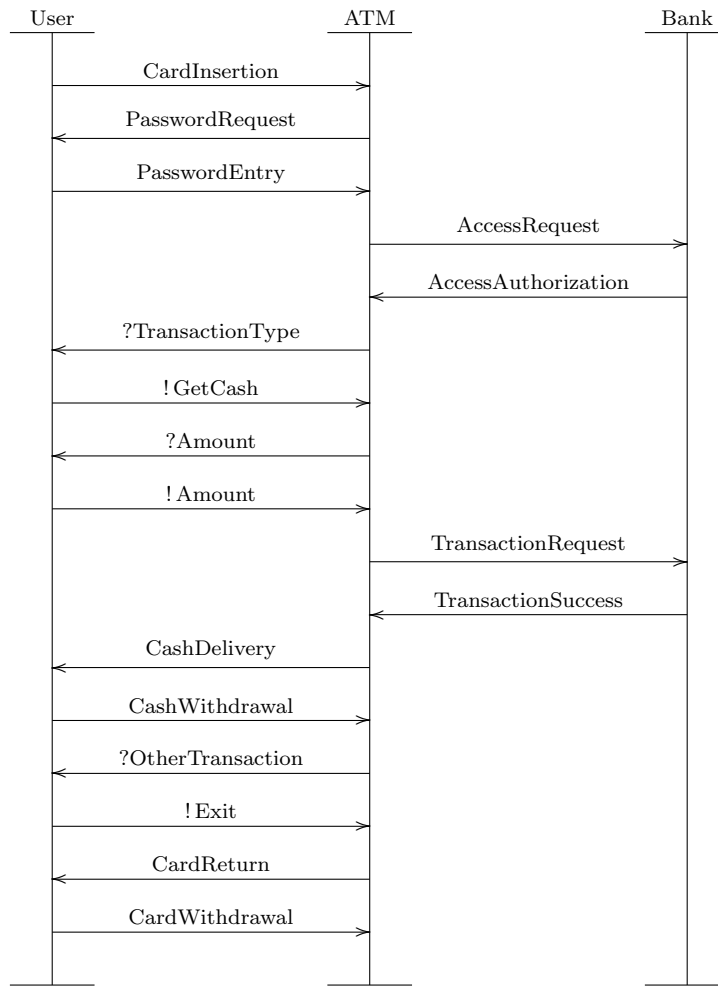 User ATM Bank
CardInsertion
PasswordRequest
PasswordEntry
AccessRequest
AccessAuthorization
?TransactionType
!GetCash
?Amount
!Amount
TransactionRequest
TransactionSuccess
CashDelivery
CashWithdrawal
?OtherTransaction
!Exit
CardReturn
CardWithdrawal